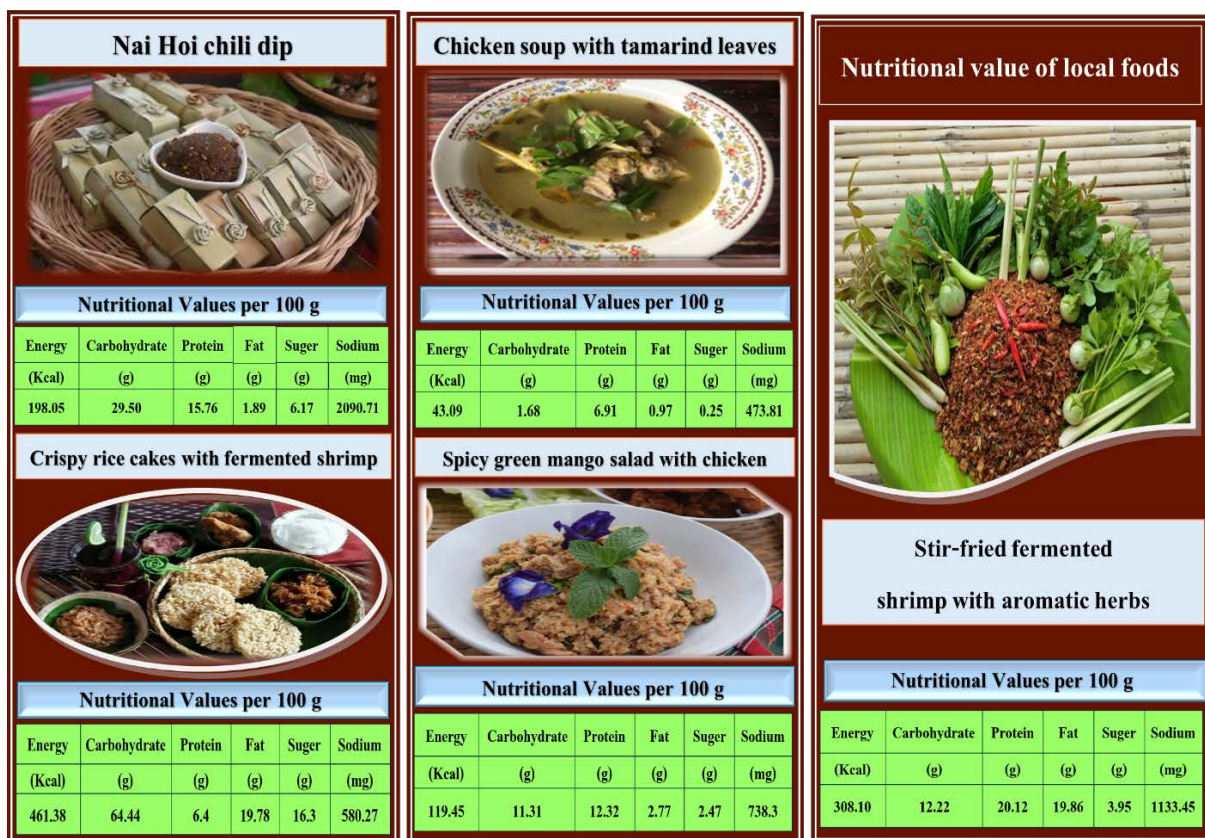 Nai Hoi chili dip
Nutritional Values per 100 g
Energy Carbohydrate Protein Fat Suger Sodium
(Kcal) (g) (g) (g) (g) (mg)
198.05 29.50 15.76 1.89 6.17 2090.71
Crispy rice cakes with fermented shrimp
Nutritional Values per 100 g
Energy Carbohydrate Protein Fat Suger Sodium
(Kcal) (g) (g) (g) (g) (mg)
461.38 64.44 6.4 19.78 16.3 580.27
Chicken soup with tamarind leaves
Nutritional Values per 100 g
Energy Carbohydrate Protein Fat Suger Sodium
(Kcal) (g) (g) (g) (g) (mg)
43.09 1.68 6.91 0.97 0.25 473.81
Spicy green mango salad with chicken
Nutritional Values per 100 g
Energy Carbohydrate Protein Fat Suger Sodium
(Kcal) (g) (g) (g) (g) (mg)
119.45 11.31 12.32 2.77 2.47 738.3
Nutritional value of local foods
Stir-fried fermented
shrimp with aromatic herbs
Nutritional Values per 100 g
Energy Carbohydrate Protein Fat Suger Sodium
(Kcal) (g) (g) (g) (g) (mg)
308.10 12.22 20.12 19.86 3.95 1133.45